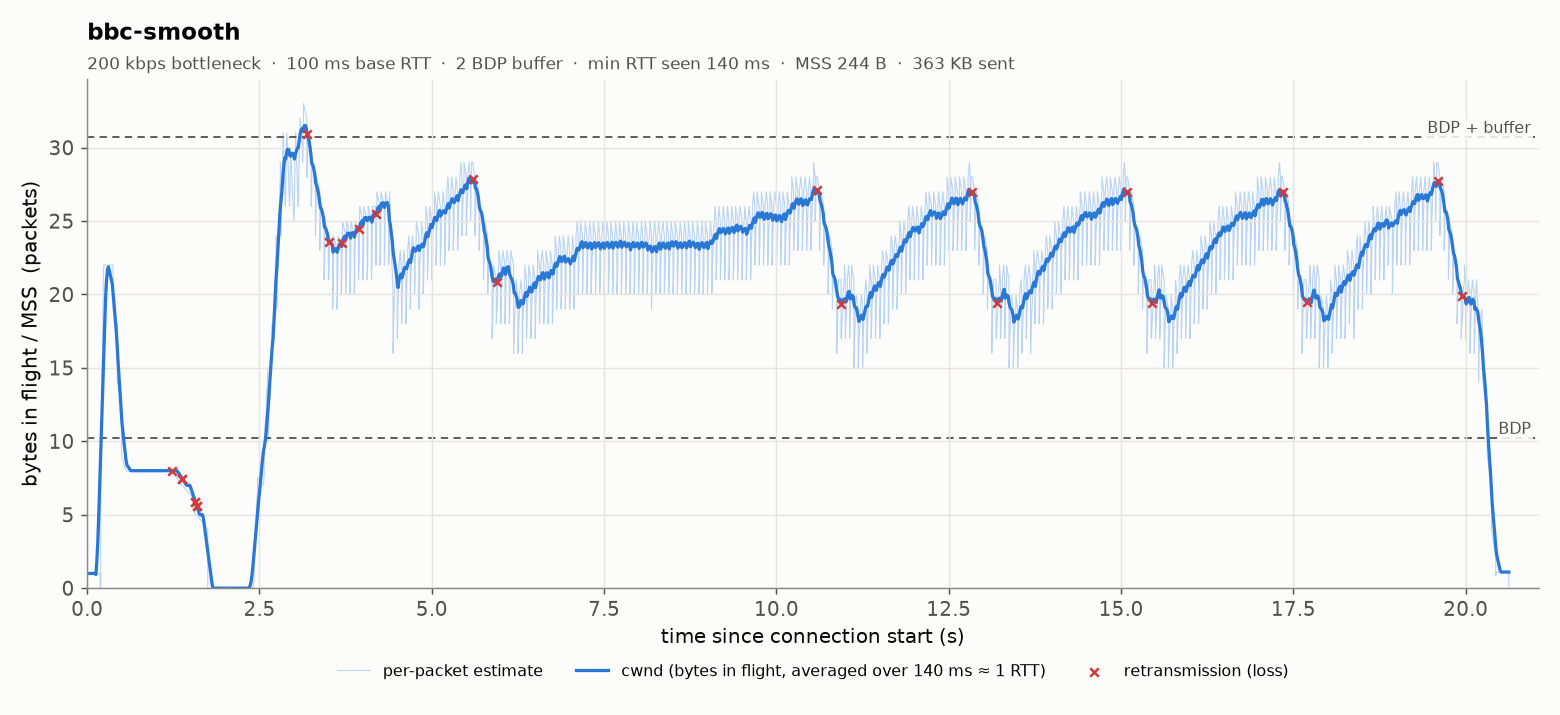 bbc-smooth
200 kbps bottleneck · 100 ms base RTT · 2 BDP buffer · min RTT seen 140 ms · MSS 244 B · 363 KB sent
bytes in flight / MSS (packets)
30
25
20
15
10
5
0
BDP + buffer
BDP
0.0 2.5 5.0 7.5 10.0 12.5 15.0 17.5 20.0
time since connection start (s)
per-packet estimate cwnd (bytes in flight, averaged over 140 ms ≈ 1 RTT) retransmission (loss)